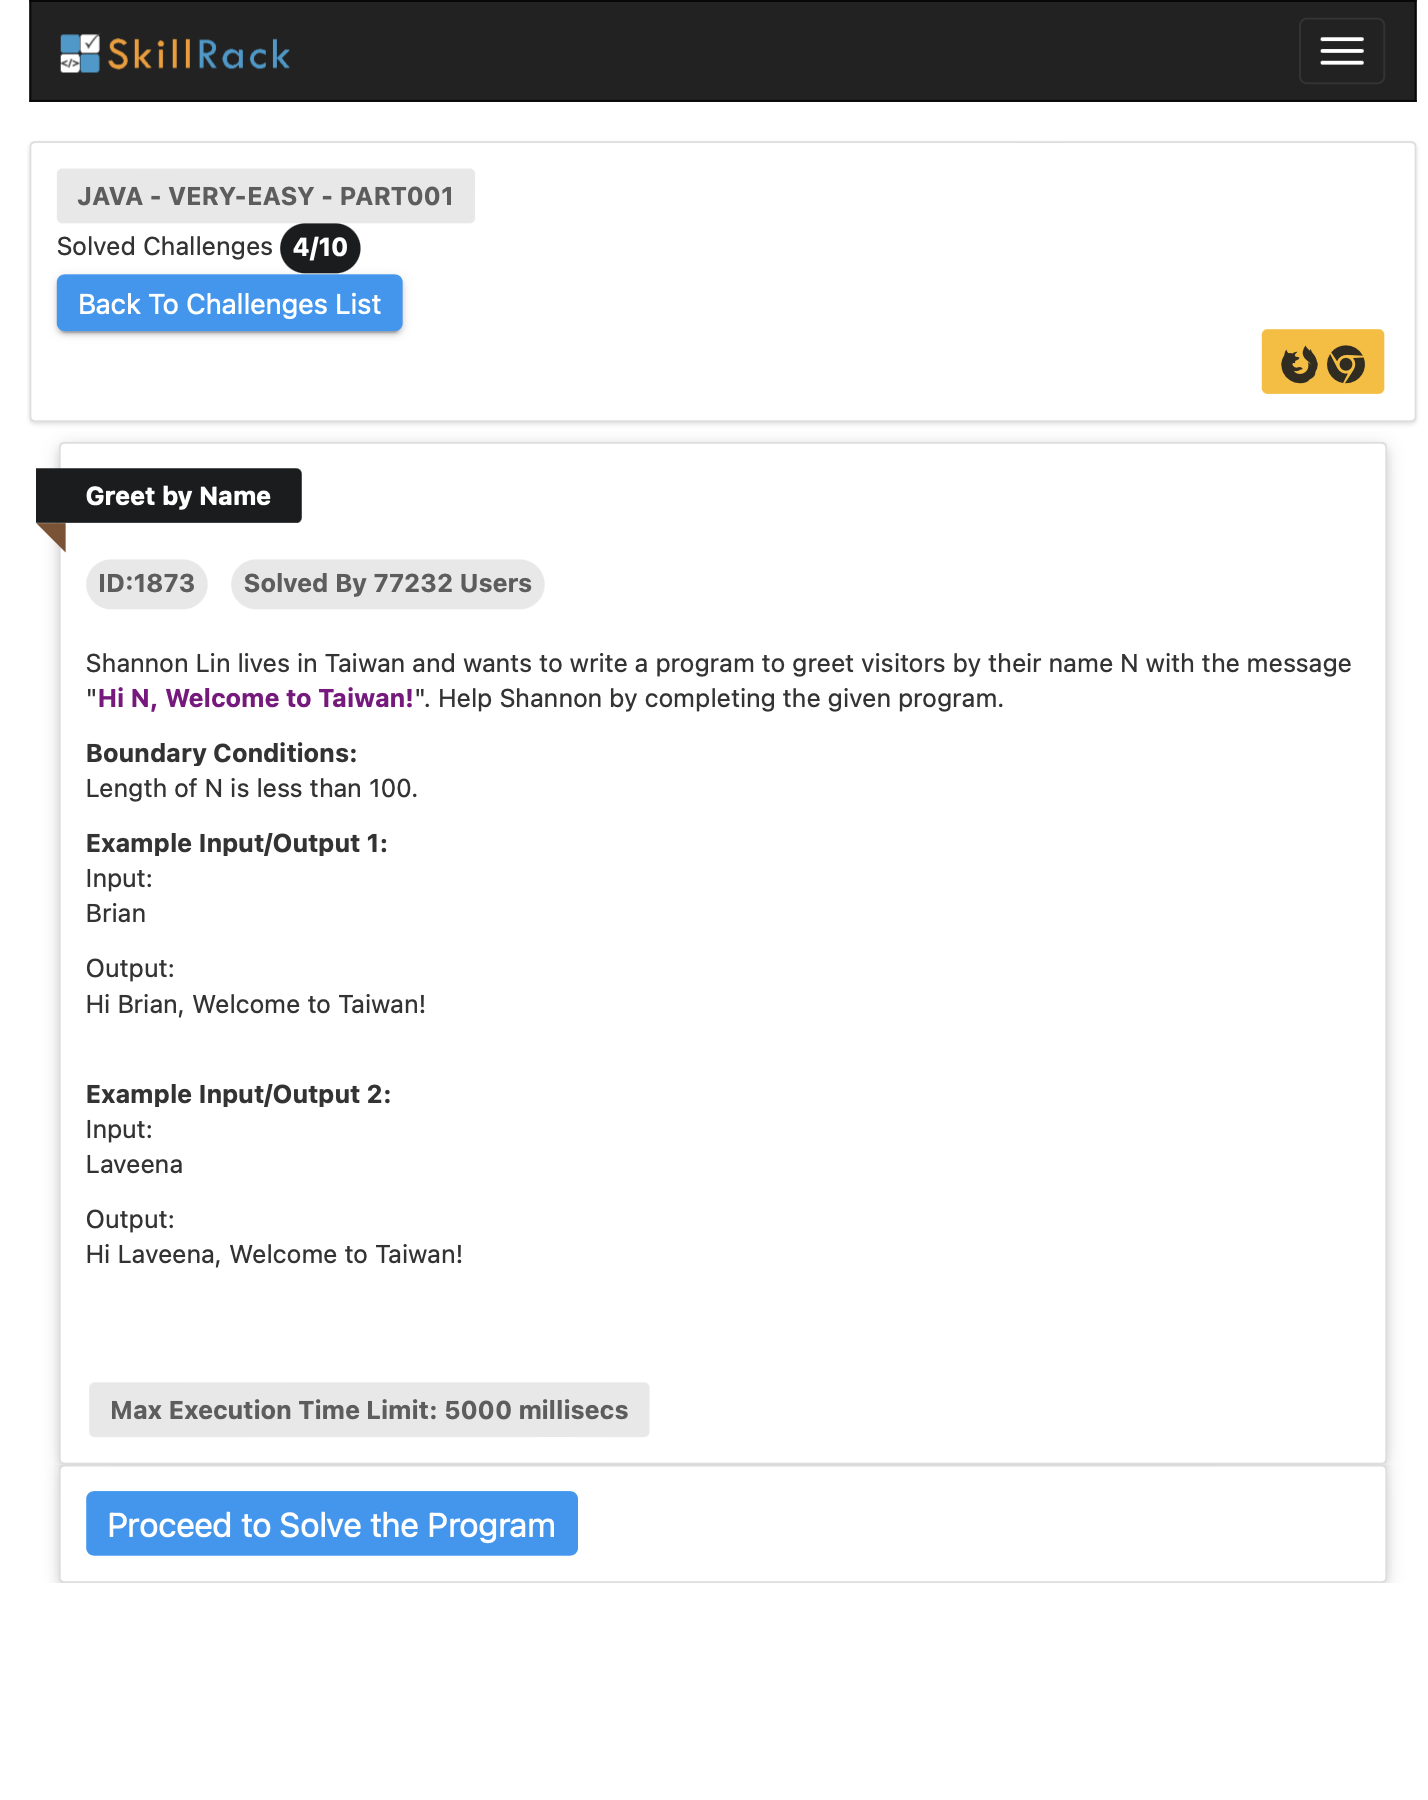 SkillRack
JAVA - VERY-EASY - PART001
Solved Challenges 4/10
Back To Challenges List
Greet by Name
ID:1873 Solved By 77232 Users
Shannon Lin lives in Taiwan and wants to write a program to greet visitors by their name N with the message
"Hi N, Welcome to Taiwan!". Help Shannon by completing the given program.
Boundary Conditions:
Length of N is less than 100.
Example Input/Output 1:
Input:
Brian
Output:
Hi Brian, Welcome to Taiwan!
Example Input/Output 2:
Input:
Laveena
Output:
Hi Laveena, Welcome to Taiwan!
Max Execution Time Limit: 5000 millisecs
Proceed to Solve the Program